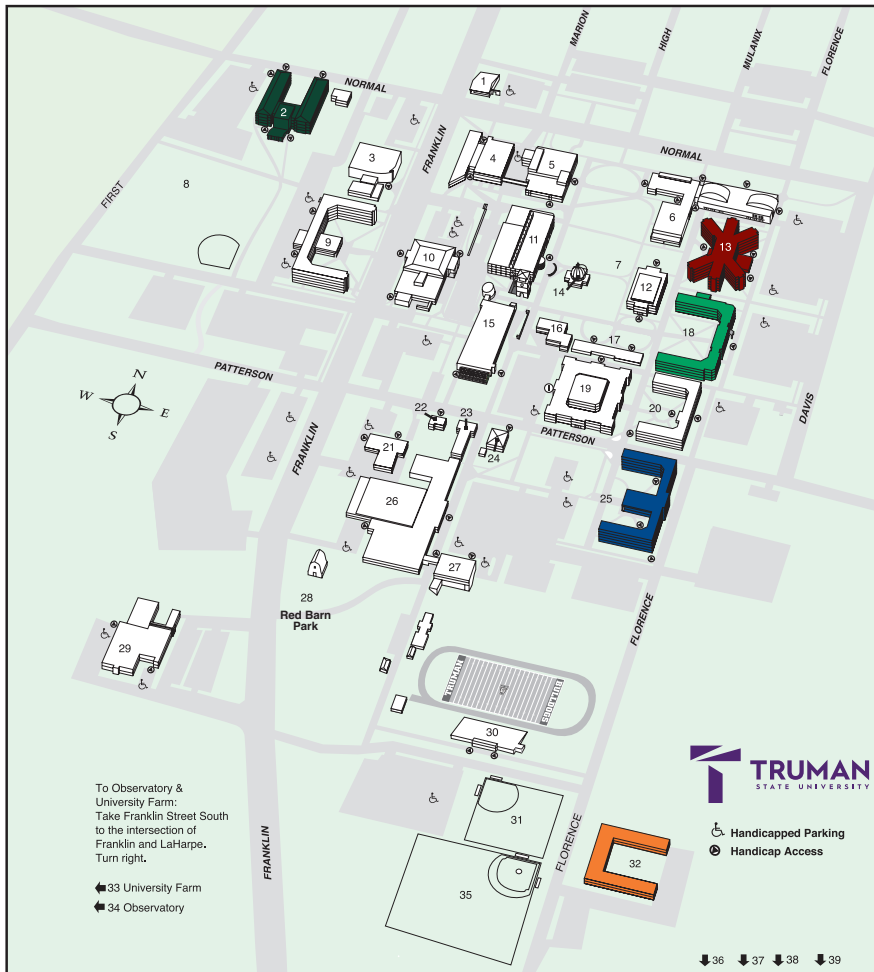 MARION
HIGH
MULANIX
FLORENCE
NORMAL
1
2
FRANKLIN
3
4
5
NORMAL
FIRST
8
6
9
10
11
7
13
12
14
15
16
17
18
PATTERSON
N
W
E
S
19
20
DAVIS
22
23
PATTERSON
21
24
FRANKLIN
26
25
27
28
Red Barn
Park
FLORENCE
29
TRUMAN
BULLDOGS
30
TRUMAN
STATE UNIVERSITY
To Observatory &
University Farm:
Take Franklin Street South
to the intersection of
Franklin and LaHarpe.
Turn right.
33 University Farm
34 Observatory
FRANKLIN
31
FLORENCE
35
32
Handicapped Parking
Handicap Access
36 37 38 39